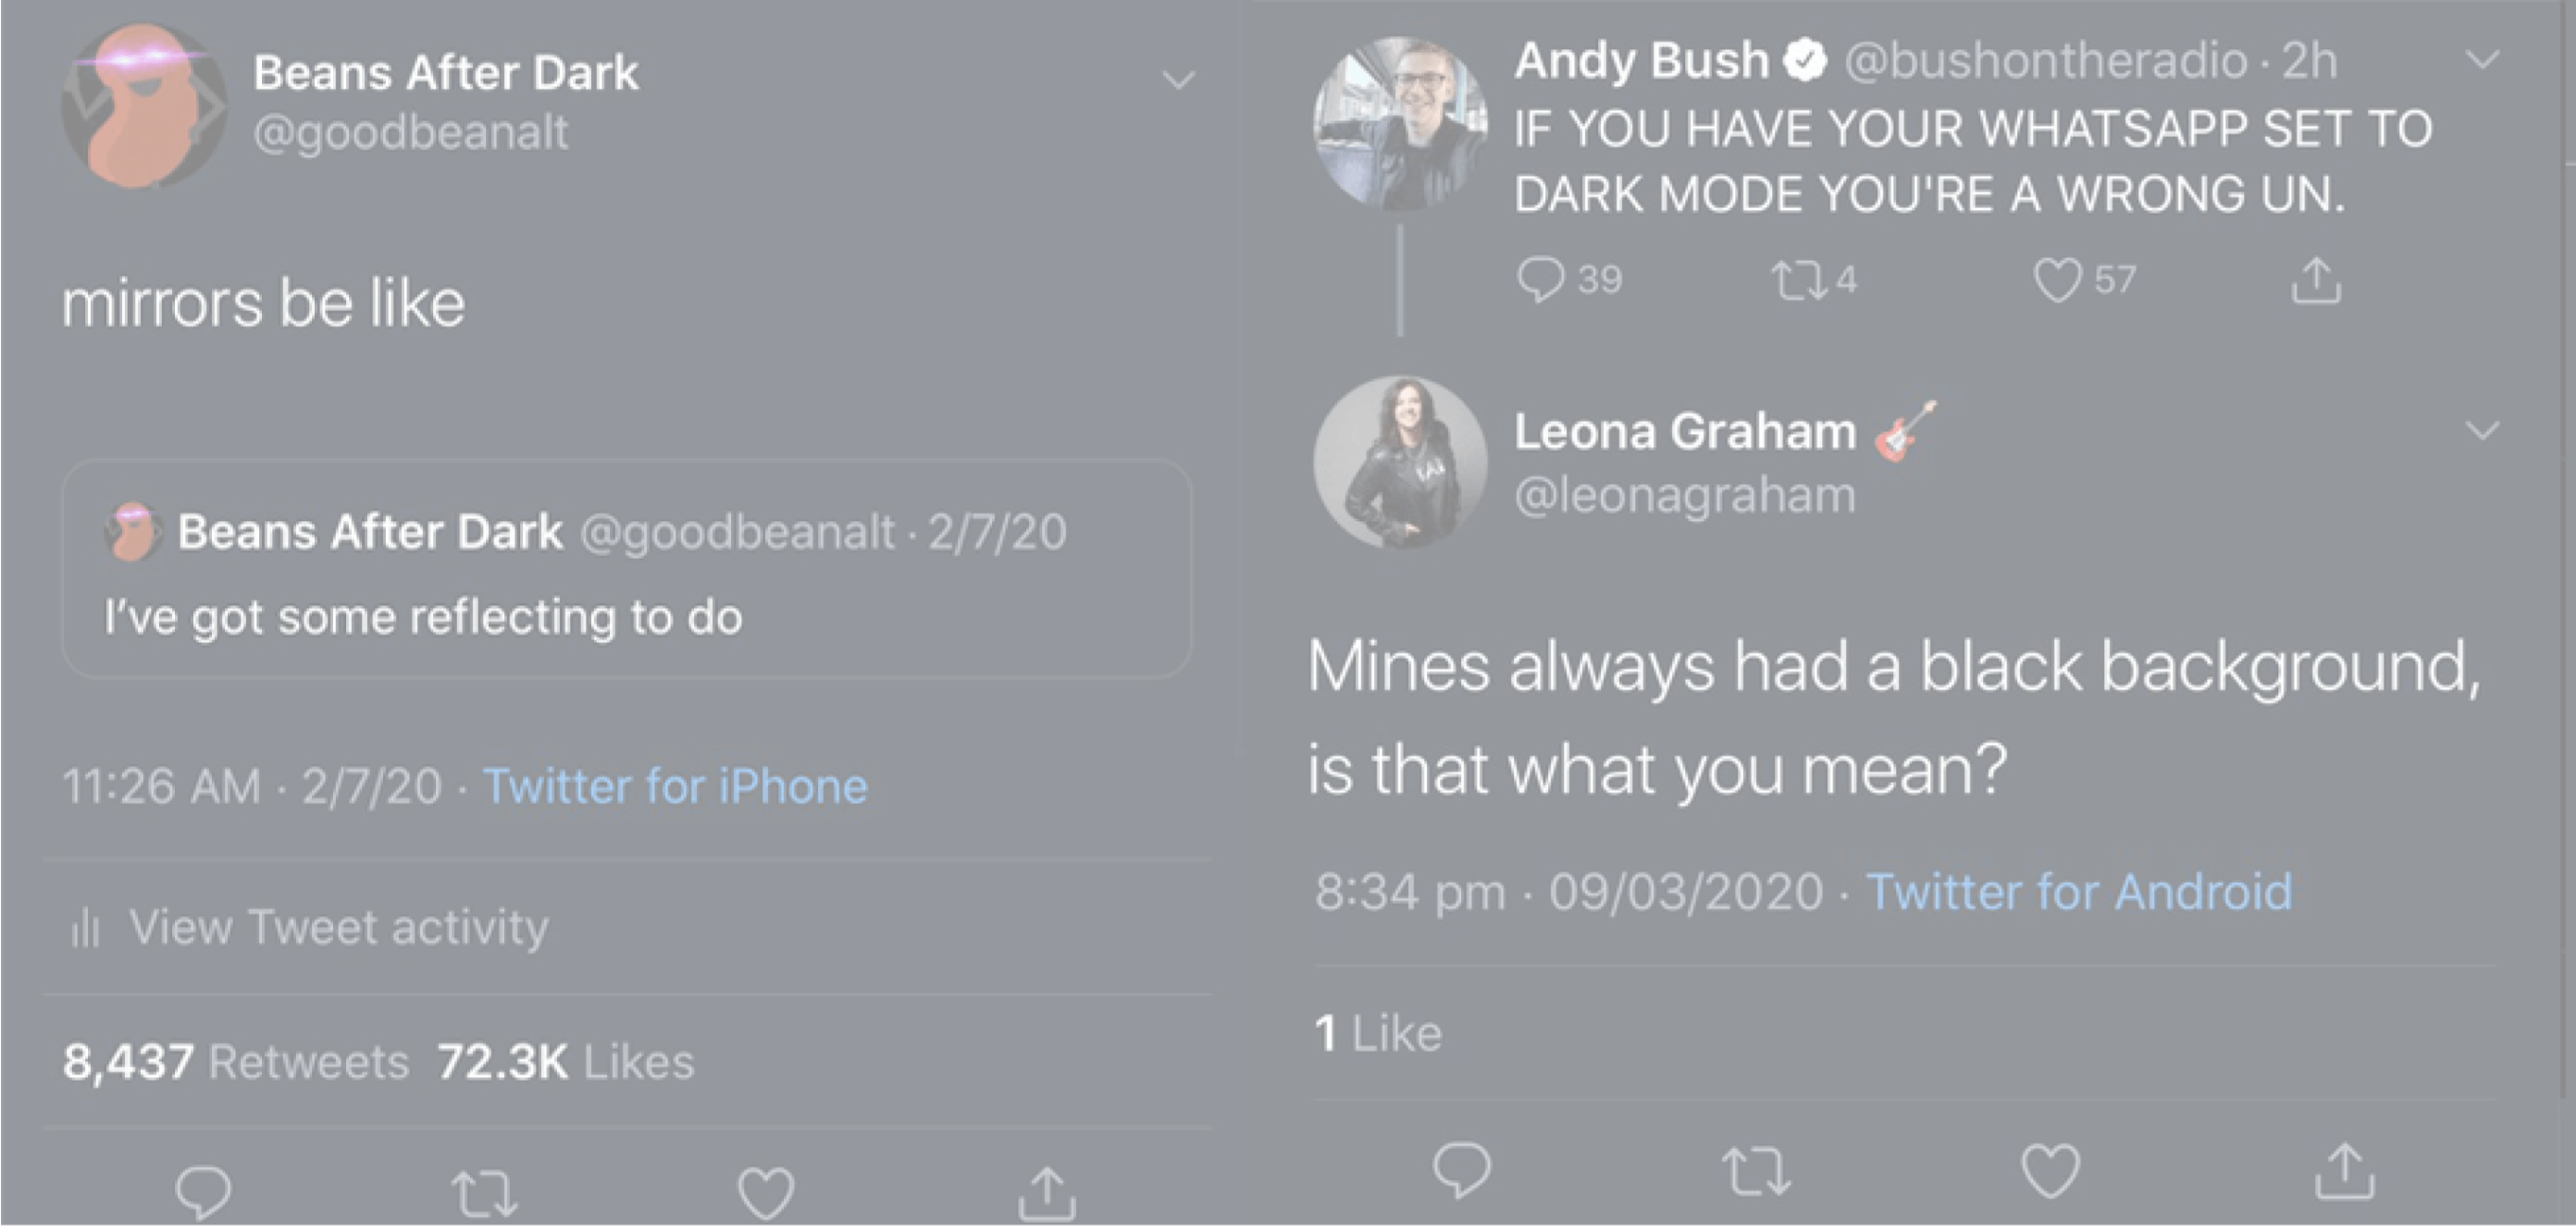 Beans After Dark
@goodbeanalt
mirrors be like
Beans After Dark @goodbeanalt · 2/7/20
I've got some reflecting to do
11:26 AM · 2/7/20 · Twitter for iPhone
View Tweet activity
8,437 Retweets 72.3K Likes
Andy Bush @bushontheradio · 2h
IF YOU HAVE YOUR WHATSAPP SET TO
DARK MODE YOU'RE A WRONG UN.
39 4 57
Leona Graham 🎸
@leonagraham
Mines always had a black background,
is that what you mean?
8:34 pm · 09/03/2020 · Twitter for Android
1 Like